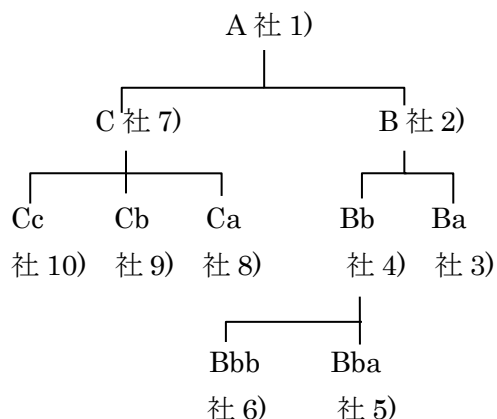 A 社 1)
C 社 7) B 社 2)
Cc Cb Ca Bb Ba
社 10) 社 9) 社 8) 社 4) 社 3)
Bbb Bba
社 6) 社 5)